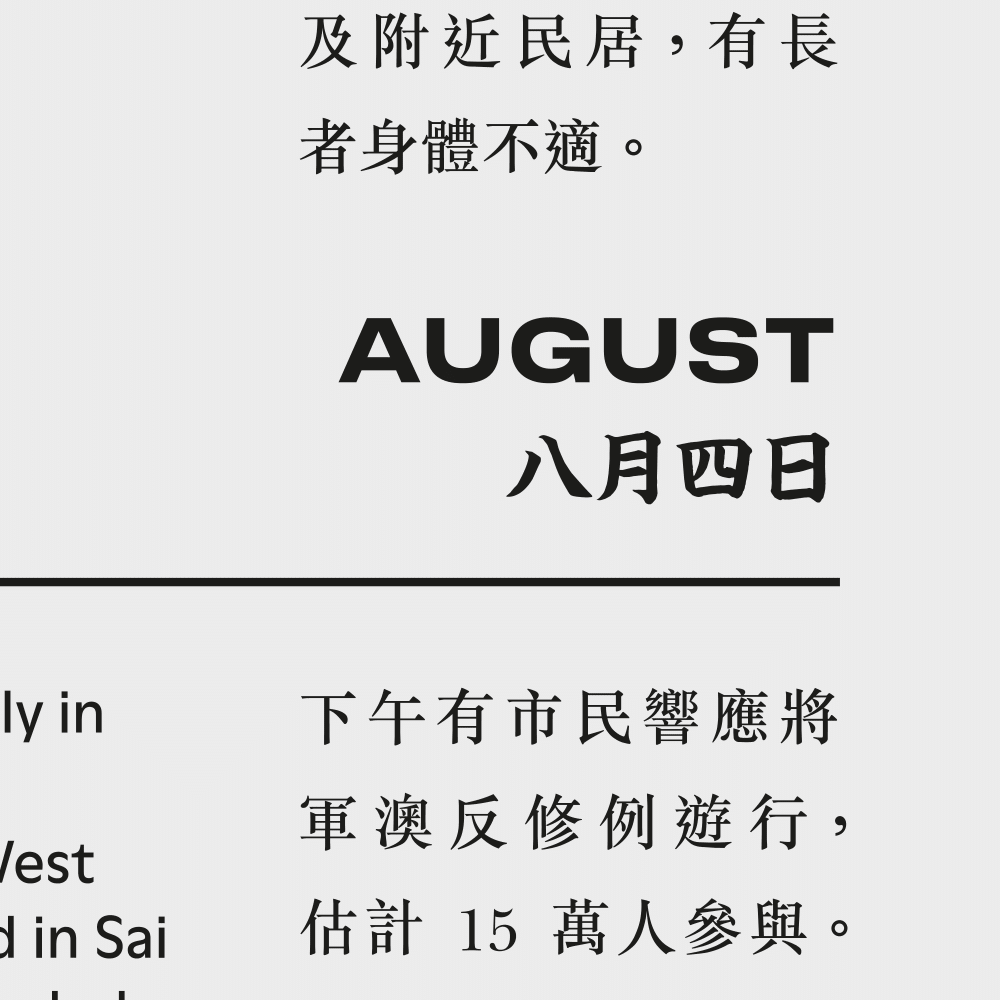 及附近民居，有長
者身體不適。
AUGUST
八月四日
ly in
West
d in Sai
下午有市民響應將
軍澳反修例遊行，
估計 15 萬人參與。